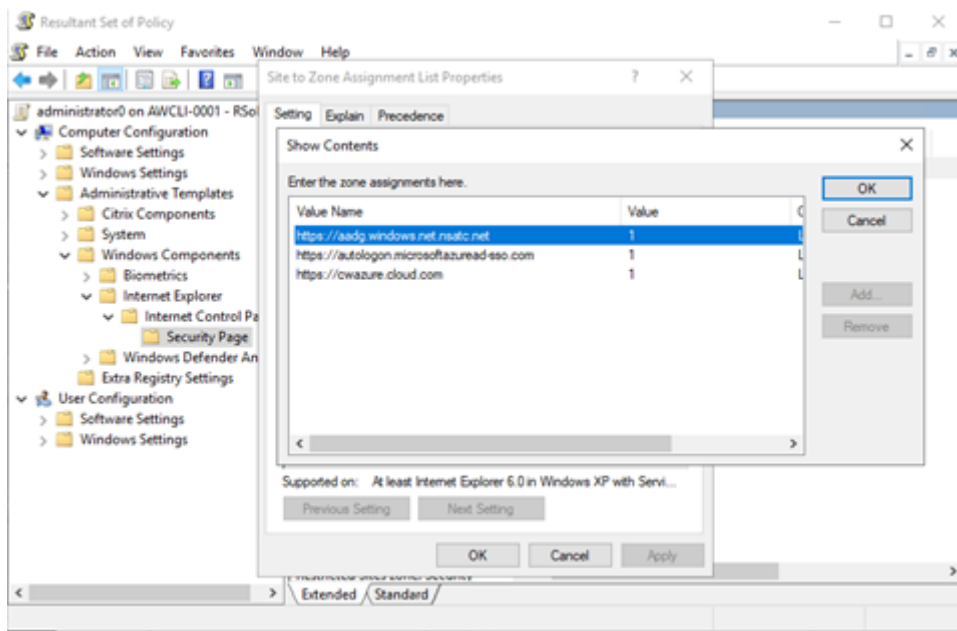 Resultant Set of Policy
File Action View Favorites Window Help
administrator0 on AWCLI-0001 - RSo
Computer Configuration
Software Settings
Windows Settings
Administrative Templates
Citrix Components
System
Windows Components
Biometrics
Internet Explorer
Internet Control Pa
Security Page
Windows Defender An
Extra Registry Settings
User Configuration
Software Settings
Windows Settings
Site to Zone Assignment List Properties
Setting Explain Precedence
Show Contents
Enter the zone assignments here.
Value Name Value
https://aadg.windows.net.nsatc.net 1
https://autologon.microsoftazuread-sso.com 1
https://cwazure.cloud.com 1
OK
Cancel
Add...
Remove
Supported on: At least Internet Explorer 6.0 in Windows XP with Servi...
Previous Setting Next Setting
OK Cancel Apply
Extended Standard